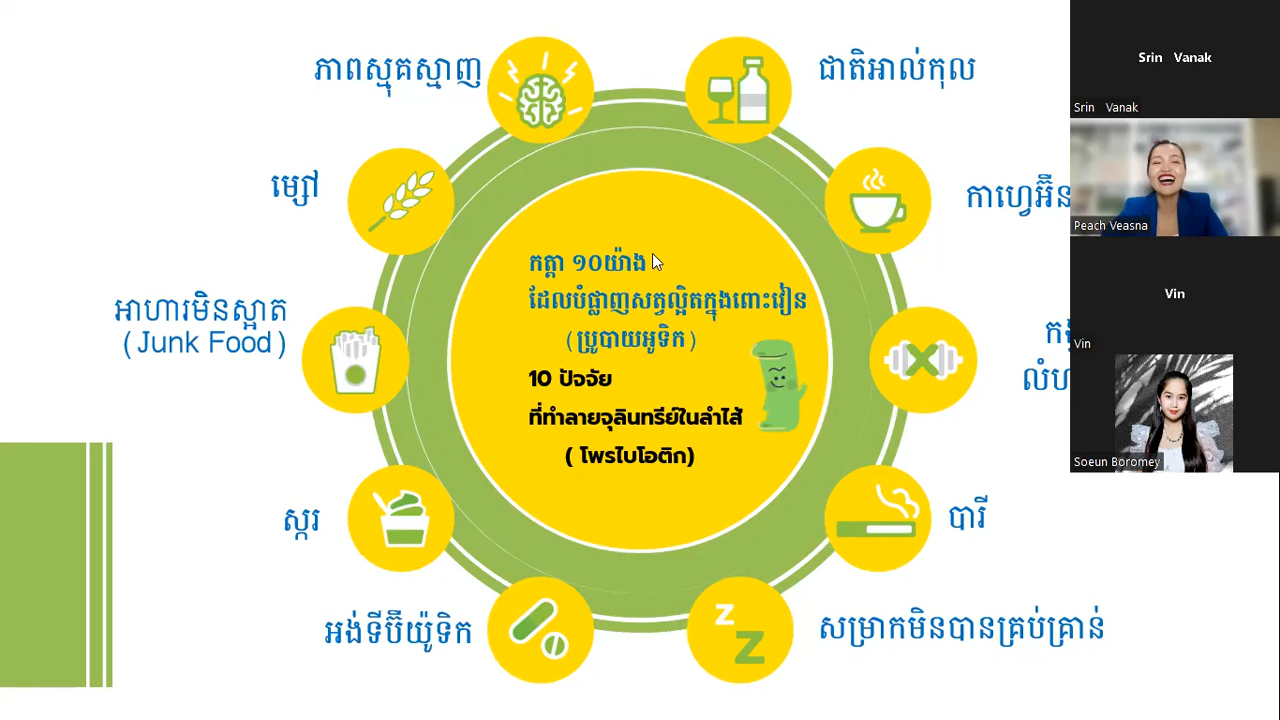 ភាពស្មុគស្មាញ
ជាតិអាល់កុល
ម្សៅ
កាហ្វេអ៊ីន
អាហារមិនស្អាត
(Junk Food)
កត្តា ១០យ៉ាង
ដែលបំផ្លាញសត្វល្អិតក្នុងពោះវៀន
(ប្រូបាយអូទិក)
10 ปัจจัย
ที่ทำลายจุลินทรีย์ในลำไส้
( โพรไบโอติก)
ស្ករ
បារី
អង់ទីប៊ីយ៉ូទិក
សម្រាកមិនបានគ្រប់គ្រាន់
Z
Z
Srin Vanak
Srin Vanak
Peach Veasna
Vin
Vin
Soeun Boromey